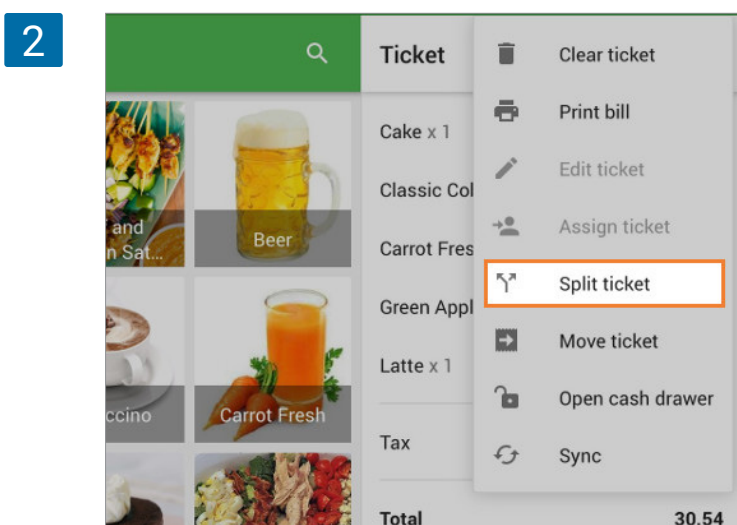 2
Ticket
Clear ticket
Print bill
Edit ticket
Assign ticket
Split ticket
Move ticket
Open cash drawer
Sync
Cake x 1
Classic Col
Carrot Fres
Green Appl
Latte x 1
Tax
Total 30.54
and
n Sat...
Beer
ccino
Carrot Fresh